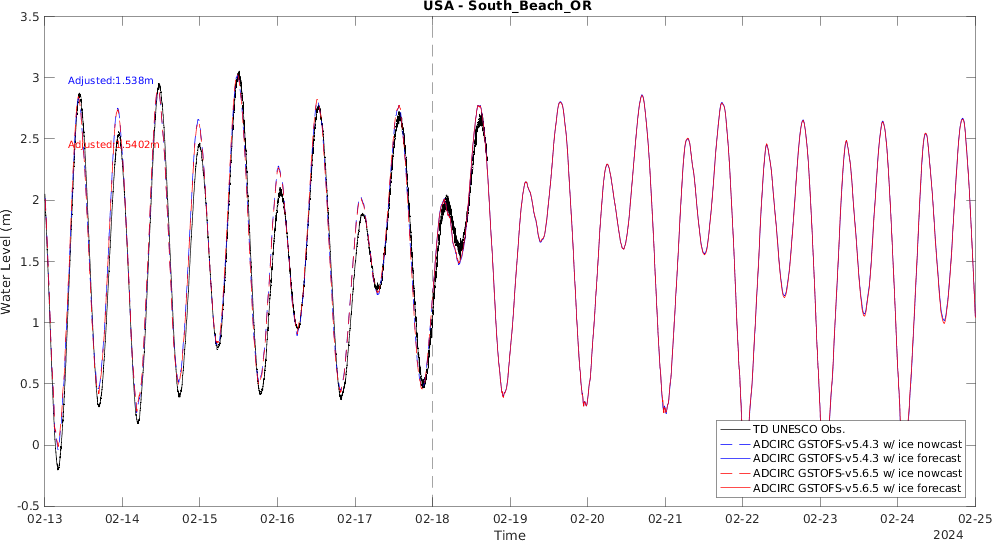 USA - South_Beach_OR
3.5
3
2.5
2
1.5
1
0.5
0
-0.5
Water Level (m)
Adjusted:1.538m
Adjusted:1.5402m
TD UNESCO Obs.
ADCIRC GSTOFS-v5.4.3 w/ ice nowcast
ADCIRC GSTOFS-v5.4.3 w/ ice forecast
ADCIRC GSTOFS-v5.6.5 w/ ice nowcast
ADCIRC GSTOFS-v5.6.5 w/ ice forecast
02-13 02-14 02-15 02-16 02-17 02-18 02-19 02-20 02-21 02-22 02-23 02-24 02-25
Time
2024